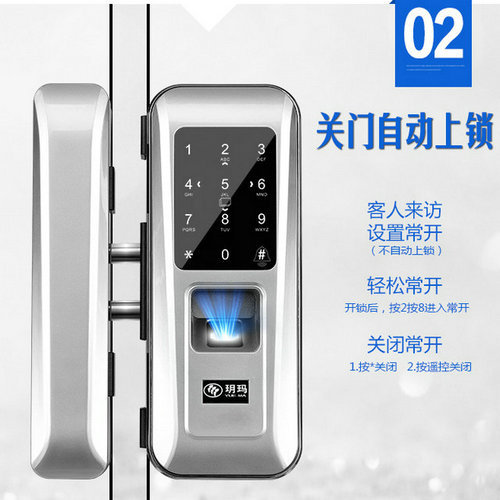 02
关门自动上锁
1 2 3
ABC DEF
4 5 6
GHI JKL MNO
7 8 9
PQRS TUV WXYZ
* 0 #
客人来访
设置常开
（不自动上锁）
轻松常开
开锁后，按2按8进入常开
关闭常开
1.按*关闭 2.按遥控关闭
玥玛
YUE MA